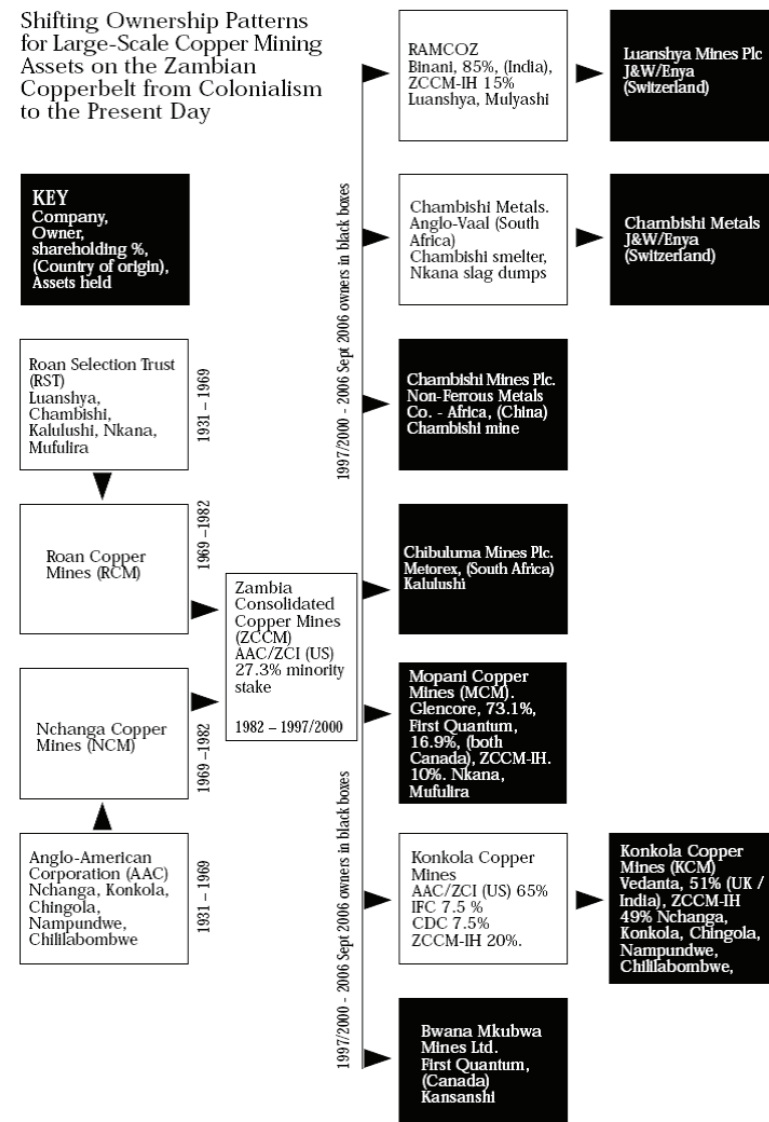 Shifting Ownership Patterns
for Large-Scale Copper Mining
Assets on the Zambian
Copperbelt from Colonialism
to the Present Day
KEY
Company,
Owner,
shareholding %,
(Country of origin),
Assets held
Roan Selection Trust
(RST)
Luanshya,
Chambishi,
Kalulushi, Nkana,
Mufulira
1931 – 1969
Roan Copper
Mines (RCM)
1969 –1982
Nchanga Copper
Mines (NCM)
1969 –1982
Anglo-American
Corporation (AAC)
Nchanga, Konkola,
Chingola,
Nampundwe,
Chililabombwe
1931 – 1969
Zambia
Consolidated
Copper Mines
(ZCCM)
AAC/ZCI (US)
27.3% minority
stake
1982 – 1997/2000
1997/2000 - 2006 Sept 2006 owners in black boxes
1997/2000 - 2006 Sept 2006 owners in black boxes
RAMCOZ
Binani, 85%, (India),
ZCCM-IH 15%
Luanshya, Mulyashi
Luanshya Mines Plc
J&W/Enya
(Switzerland)
Chambishi Metals.
Anglo-Vaal (South
Africa)
Chambishi smelter,
Nkana slag dumps
Chambishi Metals
J&W/Enya
(Switzerland)
Chambishi Mines Plc.
Non-Ferrous Metals
Co. - Africa, (China)
Chambishi mine
Chibuluma Mines Plc.
Metorex, (South Africa)
Kalulushi
Mopani Copper
Mines (MCM).
Glencore, 73.1%,
First Quantum,
16.9%, (both
Canada), ZCCM-IH.
10%. Nkana,
Mufulira
Konkola Copper
Mines
AAC/ZCI (US) 65%
IFC 7.5 %
CDC 7.5%
ZCCM-IH 20%.
Konkola Copper
Mines (KCM)
Vedanta, 51% (UK /
India), ZCCM-IH
49% Nchanga,
Konkola, Chingola,
Nampundwe,
Chililabombwe,
Bwana Mkubwa
Mines Ltd.
First Quantum,
(Canada)
Kansanshi